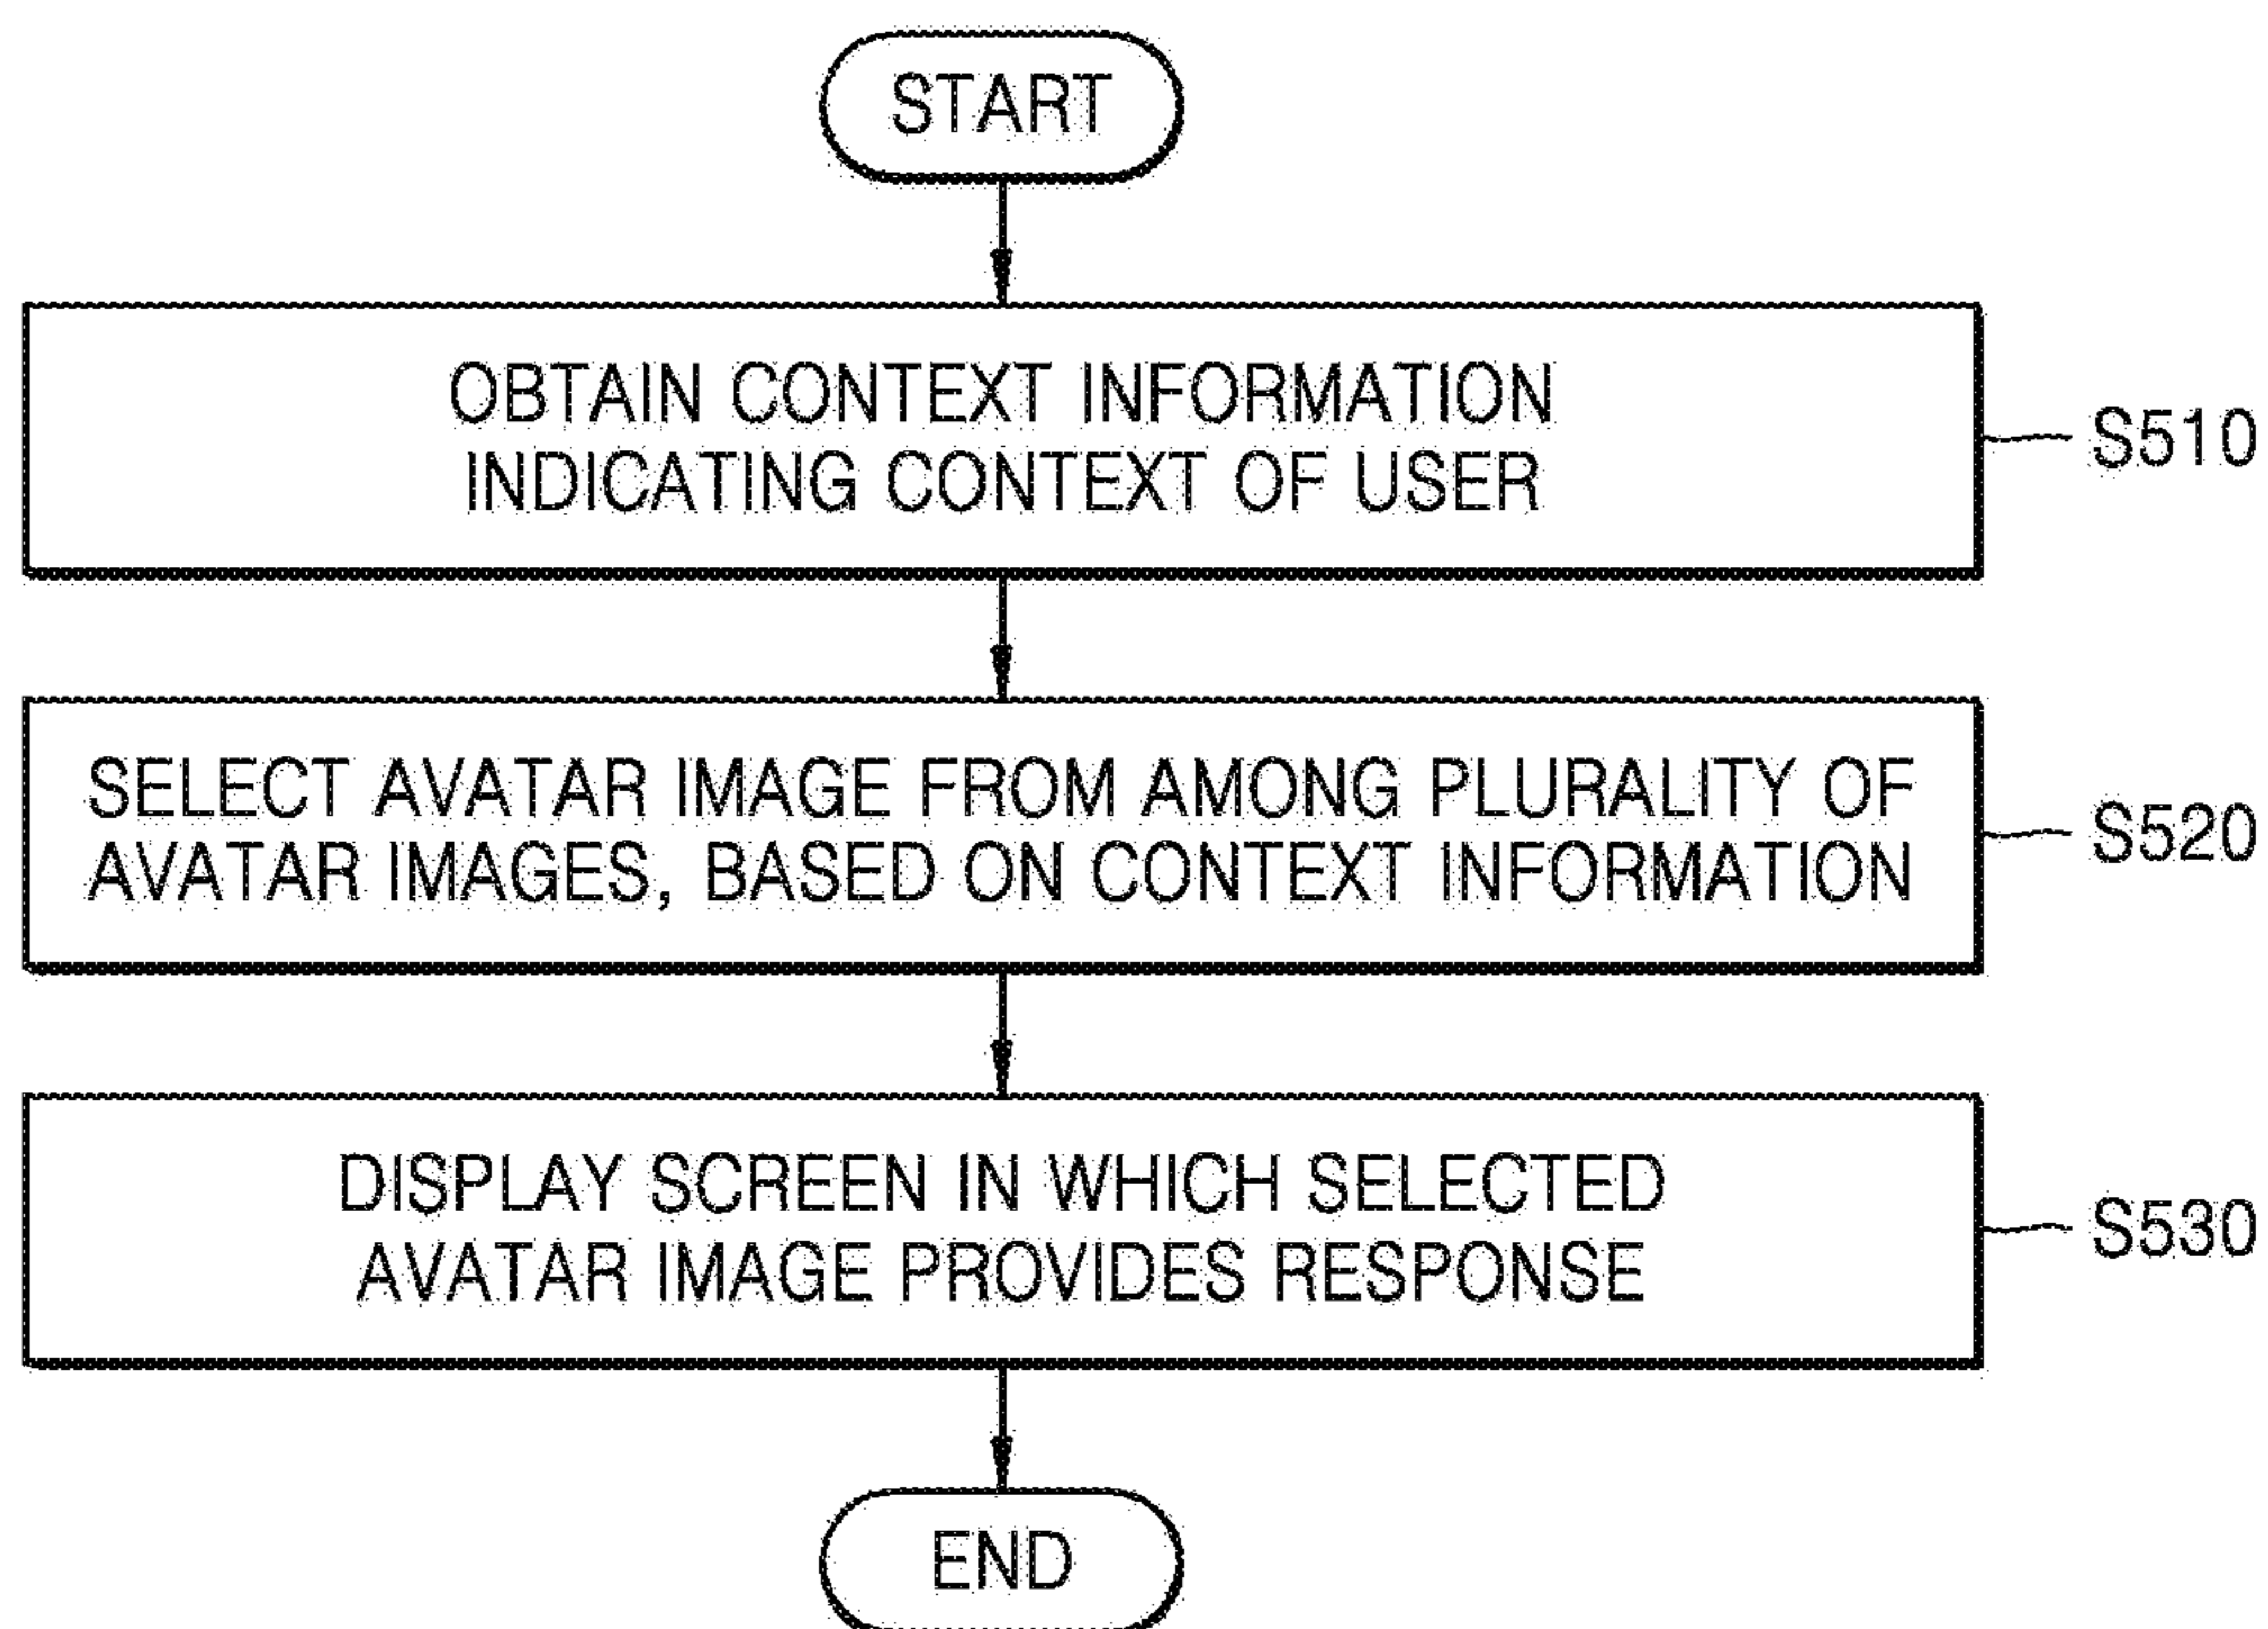 START
OBTAIN CONTEXT INFORMATION
INDICATING CONTEXT OF USER
S510
SELECT AVATAR IMAGE FROM AMONG PLURALITY OF
AVATAR IMAGES, BASED ON CONTEXT INFORMATION
S520
DISPLAY SCREEN IN WHICH SELECTED
AVATAR IMAGE PROVIDES RESPONSE
S530
END